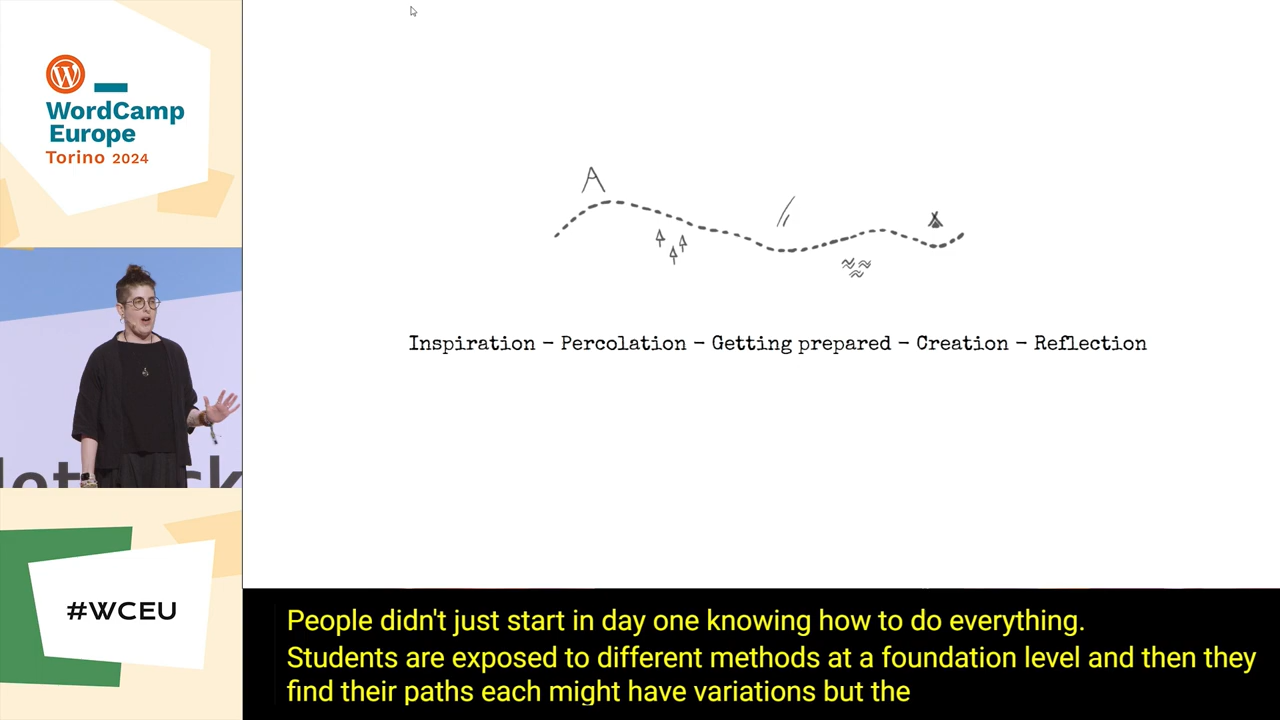 WordCamp
Europe
Torino 2024
A
Inspiration – Percolation – Getting prepared – Creation – Reflection
#WCEU
People didn't just start in day one knowing how to do everything.
Students are exposed to different methods at a foundation level and then they
find their paths each might have variations but the